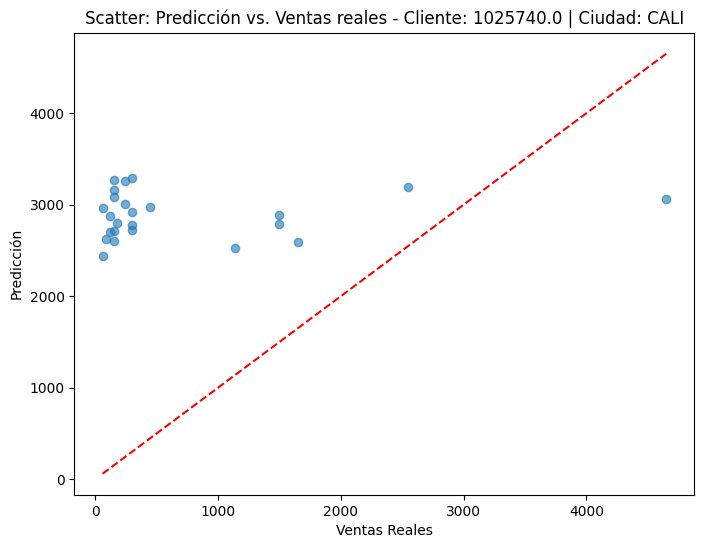 Scatter: Predicción vs. Ventas reales - Cliente: 1025740.0 | Ciudad: CALI
4000
3000
2000
1000
0
Predicción
0 1000 2000 3000 4000
Ventas Reales